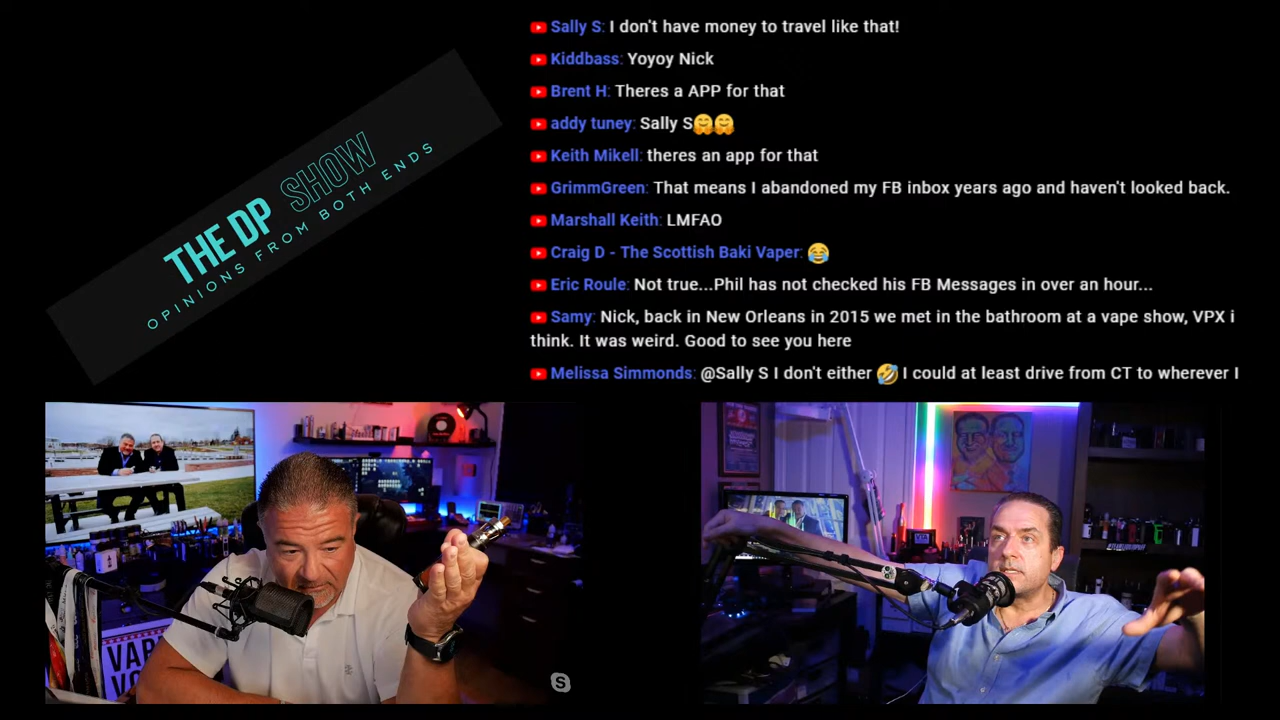 Sally S: I don't have money to travel like that!
Kiddbass: Yoyoy Nick
Brent H: Theres a APP for that
addy tuney: Sally S🤗🤗
Keith Mikell: theres an app for that
GrimmGreen: That means I abandoned my FB inbox years ago and haven't looked back.
Marshall Keith: LMFAO
Craig D - The Scottish Baki Vaper: 😂
Eric Roule: Not true...Phil has not checked his FB Messages in over an hour...
Samy: Nick, back in New Orleans in 2015 we met in the bathroom at a vape show, VPX i
think. It was weird. Good to see you here
Melissa Simmonds: @Sally S I don't either 🤣 I could at least drive from CT to wherever I
THE DP SHOW
OPINIONS FROM BOTH ENDS